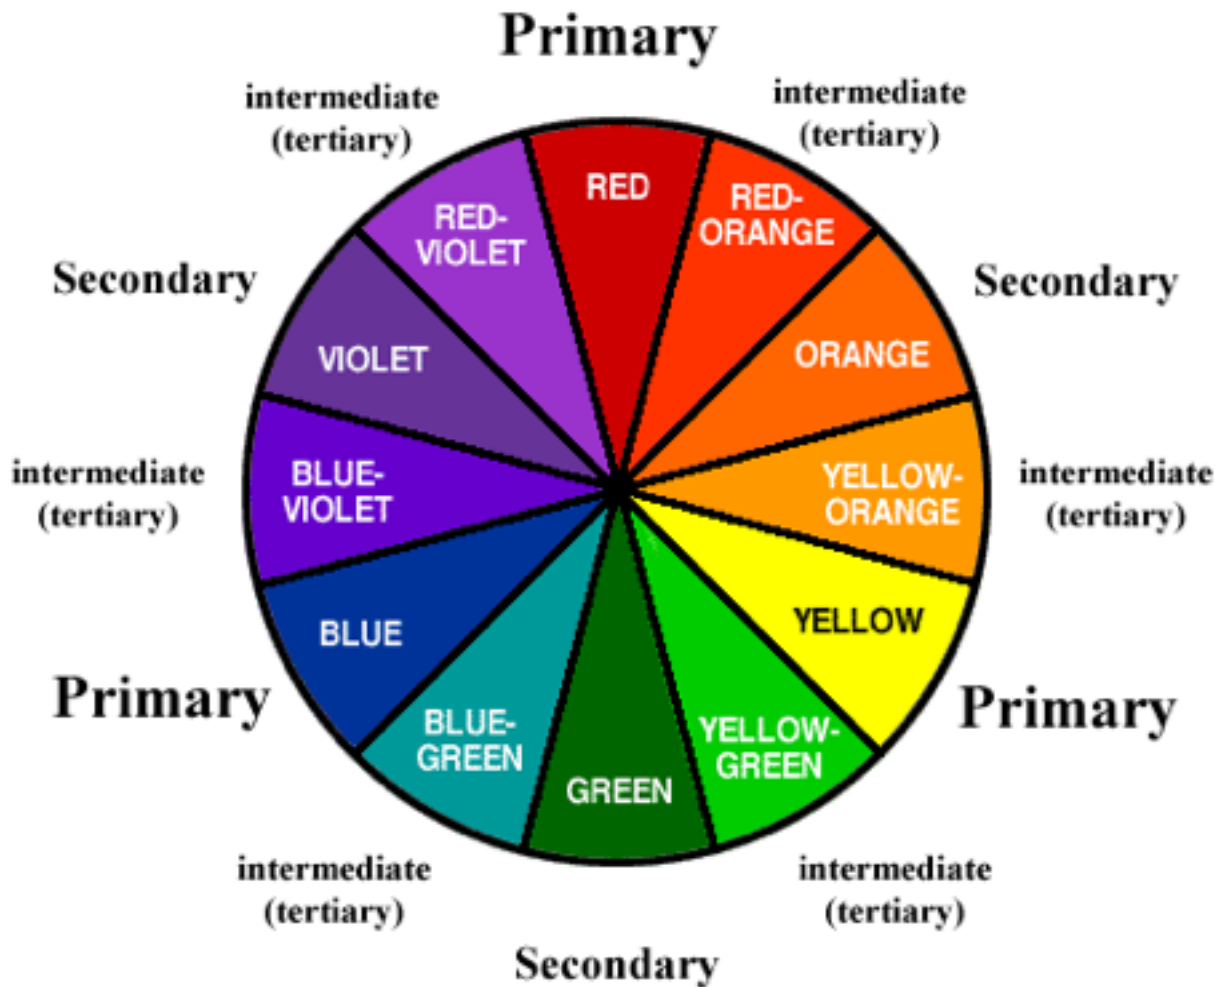 Primary
intermediate
(tertiary)
intermediate
(tertiary)
RED
RED-
ORANGE
RED-
VIOLET
Secondary
Secondary
VIOLET
ORANGE
intermediate
(tertiary)
BLUE-
VIOLET
YELLOW-
ORANGE
intermediate
(tertiary)
BLUE
YELLOW
Primary
Primary
BLUE-
GREEN
YELLOW-
GREEN
GREEN
intermediate
(tertiary)
intermediate
(tertiary)
Secondary